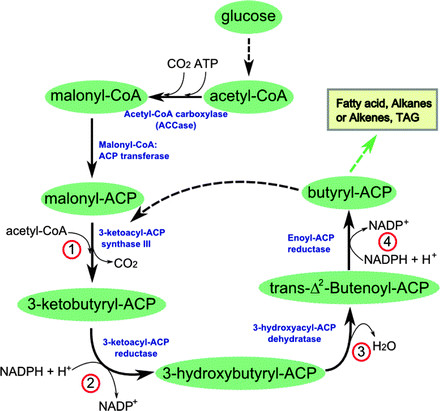 glucose
CO₂ ATP
malonyl-CoA
acetyl-CoA
Acetyl-CoA carboxylase
(ACCase)
Fatty acid, Alkanes
or Alkenes, TAG
Malonyl-CoA:
ACP transferase
malonyl-ACP
butyryl-ACP
acetyl-CoA
1
3-ketoacyl-ACP
synthase III
CO₂
Enoyl-ACP
reductase
NADP⁺
4
NADPH + H⁺
3-ketobutyryl-ACP
trans-Δ²-Butenoyl-ACP
3-ketoacyl-ACP
reductase
3-hydroxyacyl-ACP
dehydratase
3
H₂O
NADPH + H⁺
2
NADP⁺
3-hydroxybutyryl-ACP